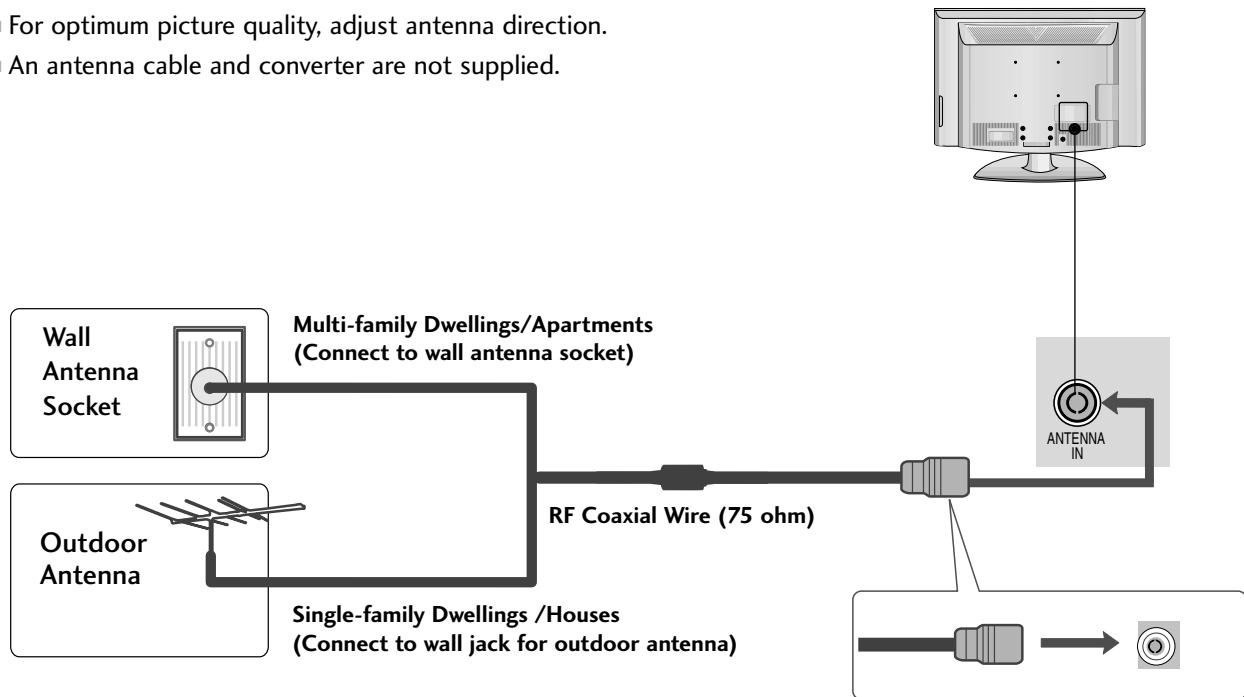 For optimum picture quality, adjust antenna direction.
An antenna cable and converter are not supplied.
Wall
Antenna
Socket
Multi-family Dwellings/Apartments
(Connect to wall antenna socket)
ANTENNA
IN
RF Coaxial Wire (75 ohm)
Outdoor
Antenna
Single-family Dwellings /Houses
(Connect to wall jack for outdoor antenna)